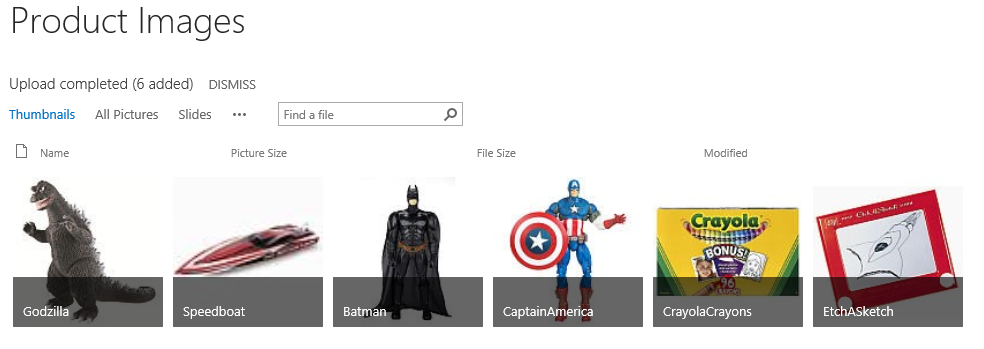 Product Images
Upload completed (6 added) DISMISS
Thumbnails All Pictures Slides ••• Find a file
Name Picture Size File Size Modified
Crayola
BONUS!
96
Godzilla Speedboat Batman CaptainAmerica CrayolaCrayons EtchASketch